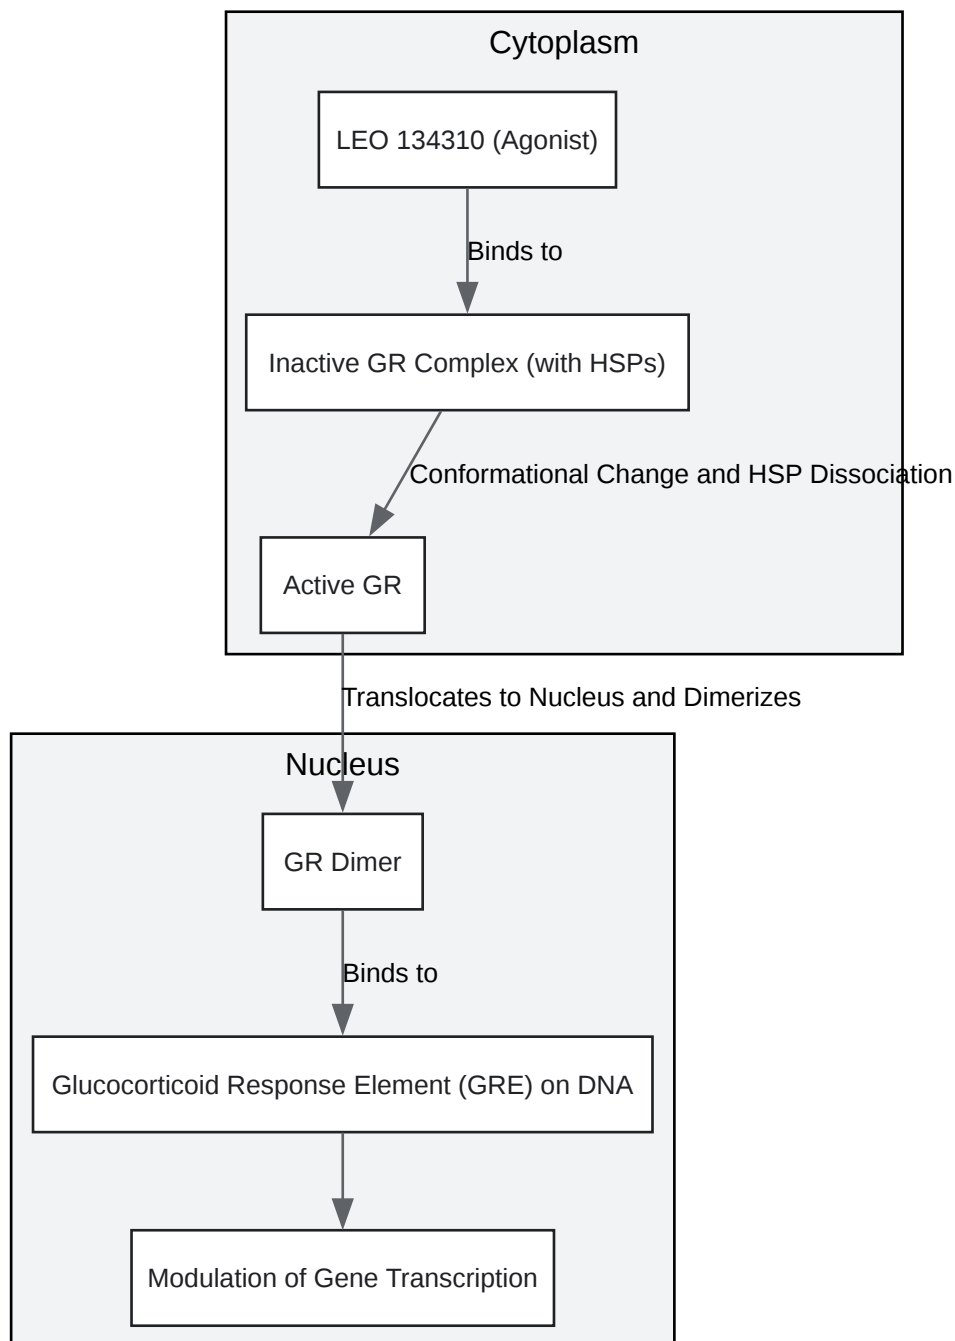 Cytoplasm
LEO 134310 (Agonist)
Binds to
Inactive GR Complex (with HSPs)
Conformational Change and HSP Dissociation
Active GR
Translocates to Nucleus and Dimerizes
Nucleus
GR Dimer
Binds to
Glucocorticoid Response Element (GRE) on DNA
Modulation of Gene Transcription